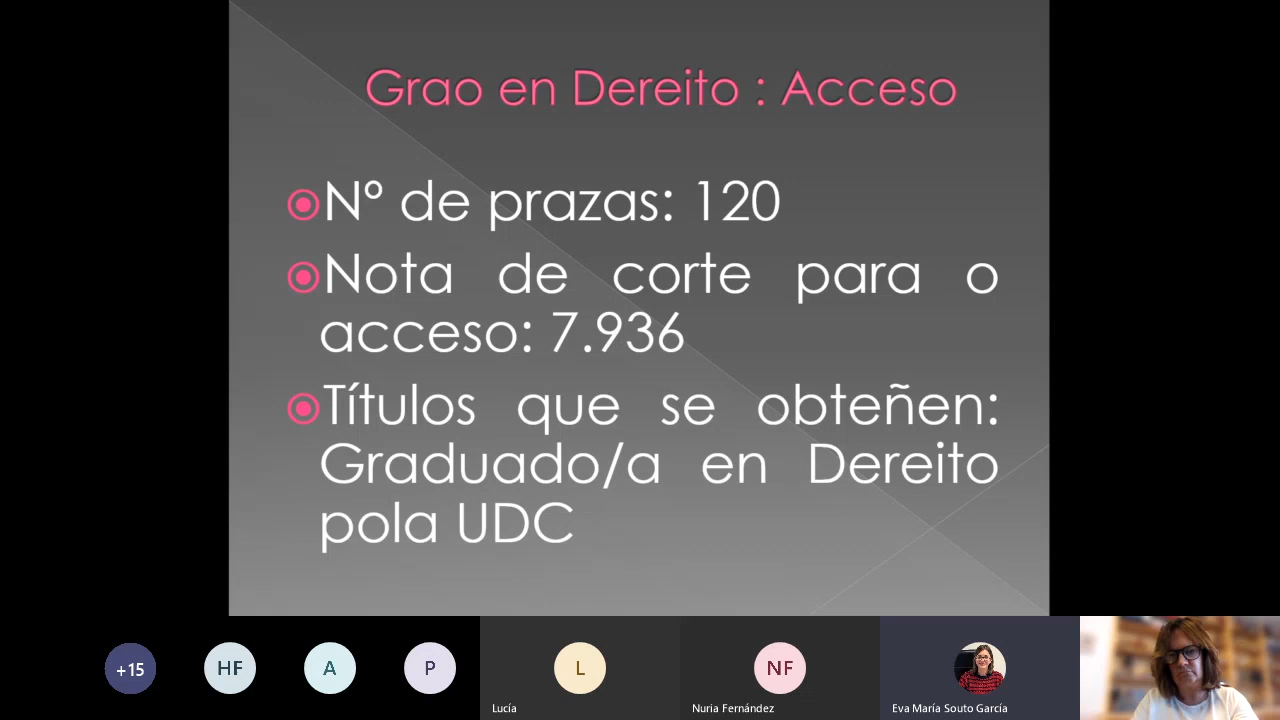 Grao en Dereito : Acceso
Nº de prazas: 120
Nota de corte para o
acceso: 7.936
Títulos que se obteñen:
Graduado/a en Dereito
pola UDC
+15
HF
A
P
L
NF
Lucía
Nuria Fernández
Eva María Souto García